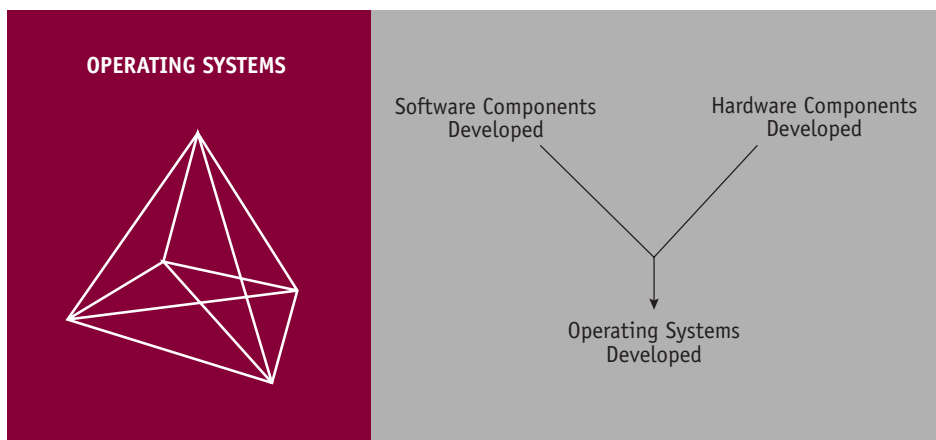 OPERATING SYSTEMS
Software Components
Developed
Hardware Components
Developed
Operating Systems
Developed